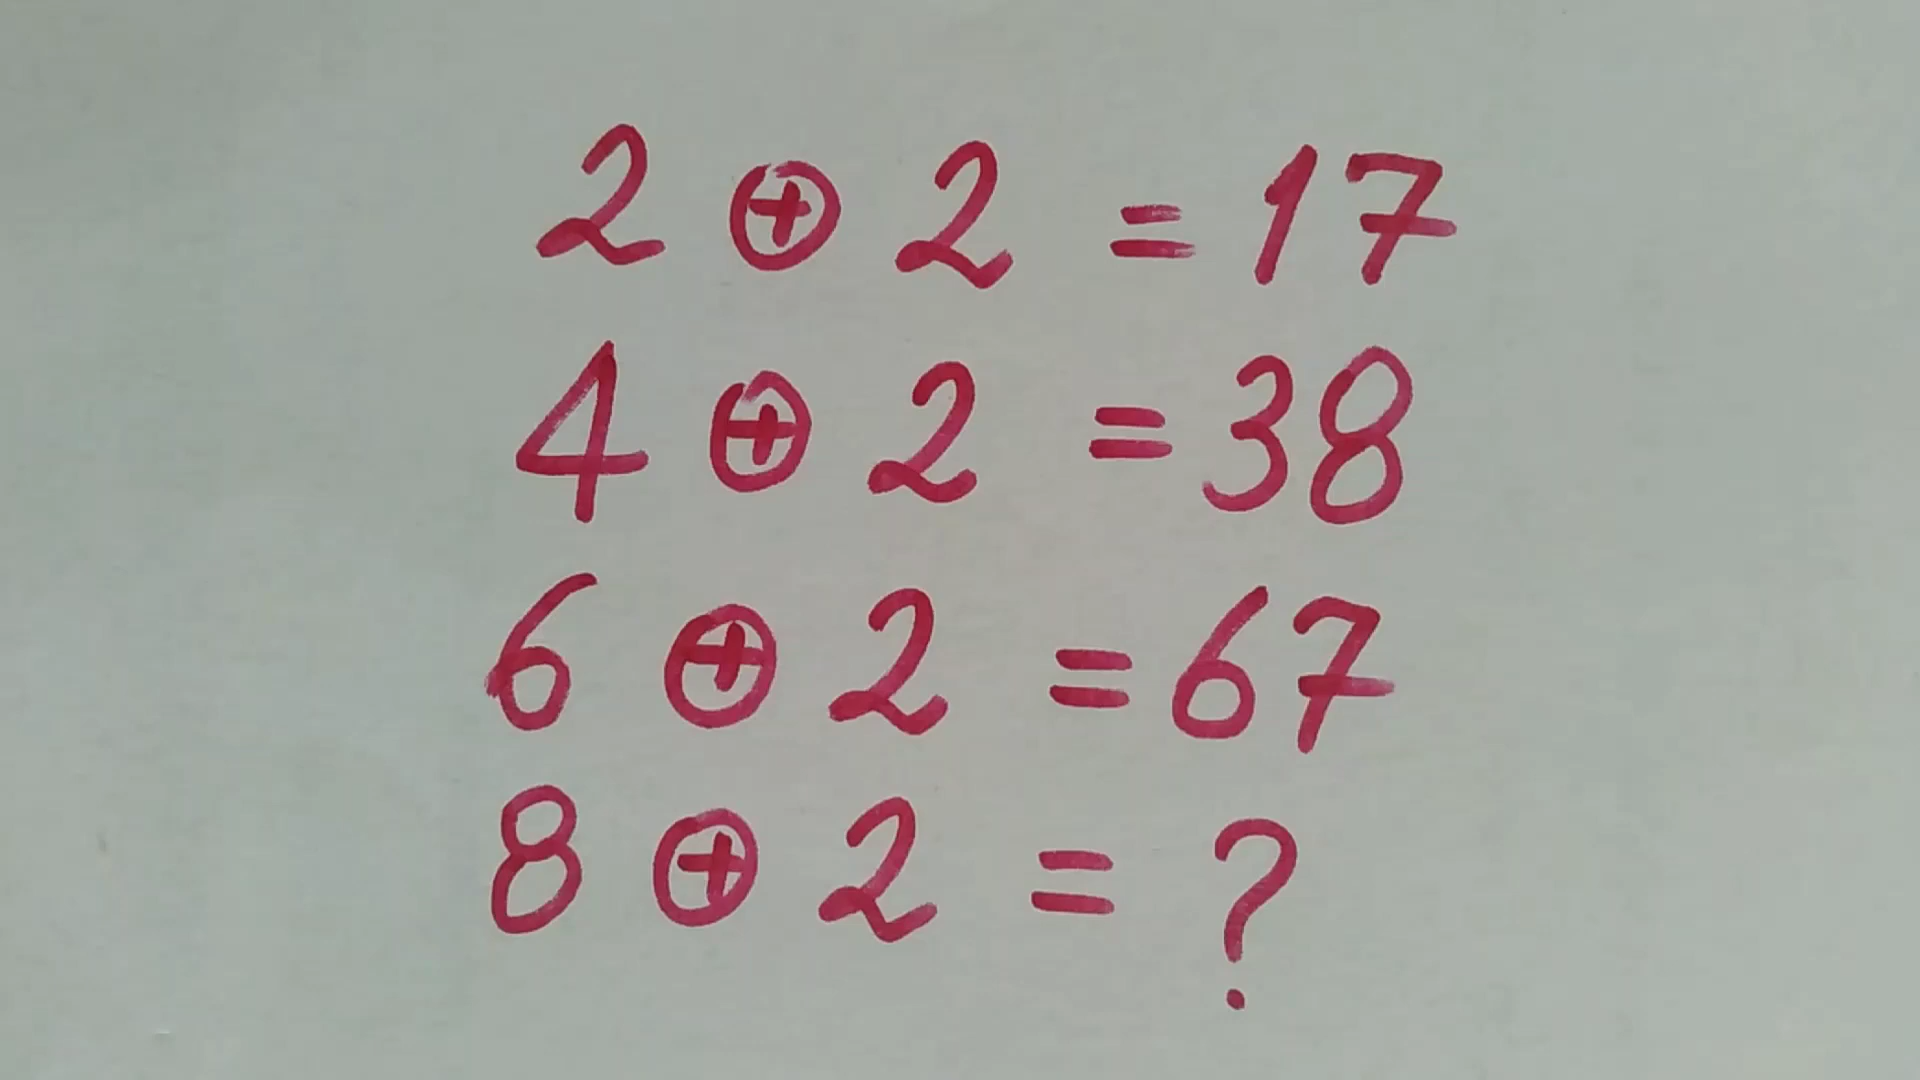 2 ⊕ 2 = 17
4 ⊕ 2 = 38
6 ⊕ 2 = 67
8 ⊕ 2 = ?